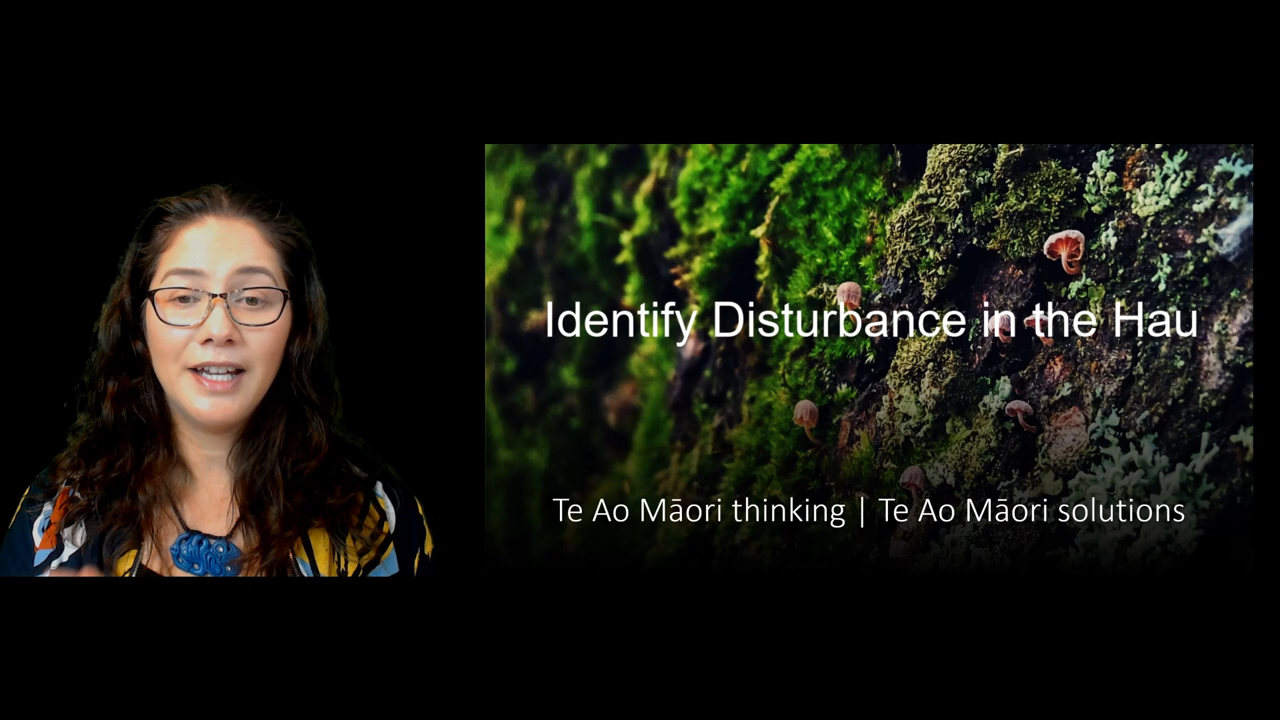 Identify Disturbance in the Hau
Te Ao Māori thinking | Te Ao Māori solutions